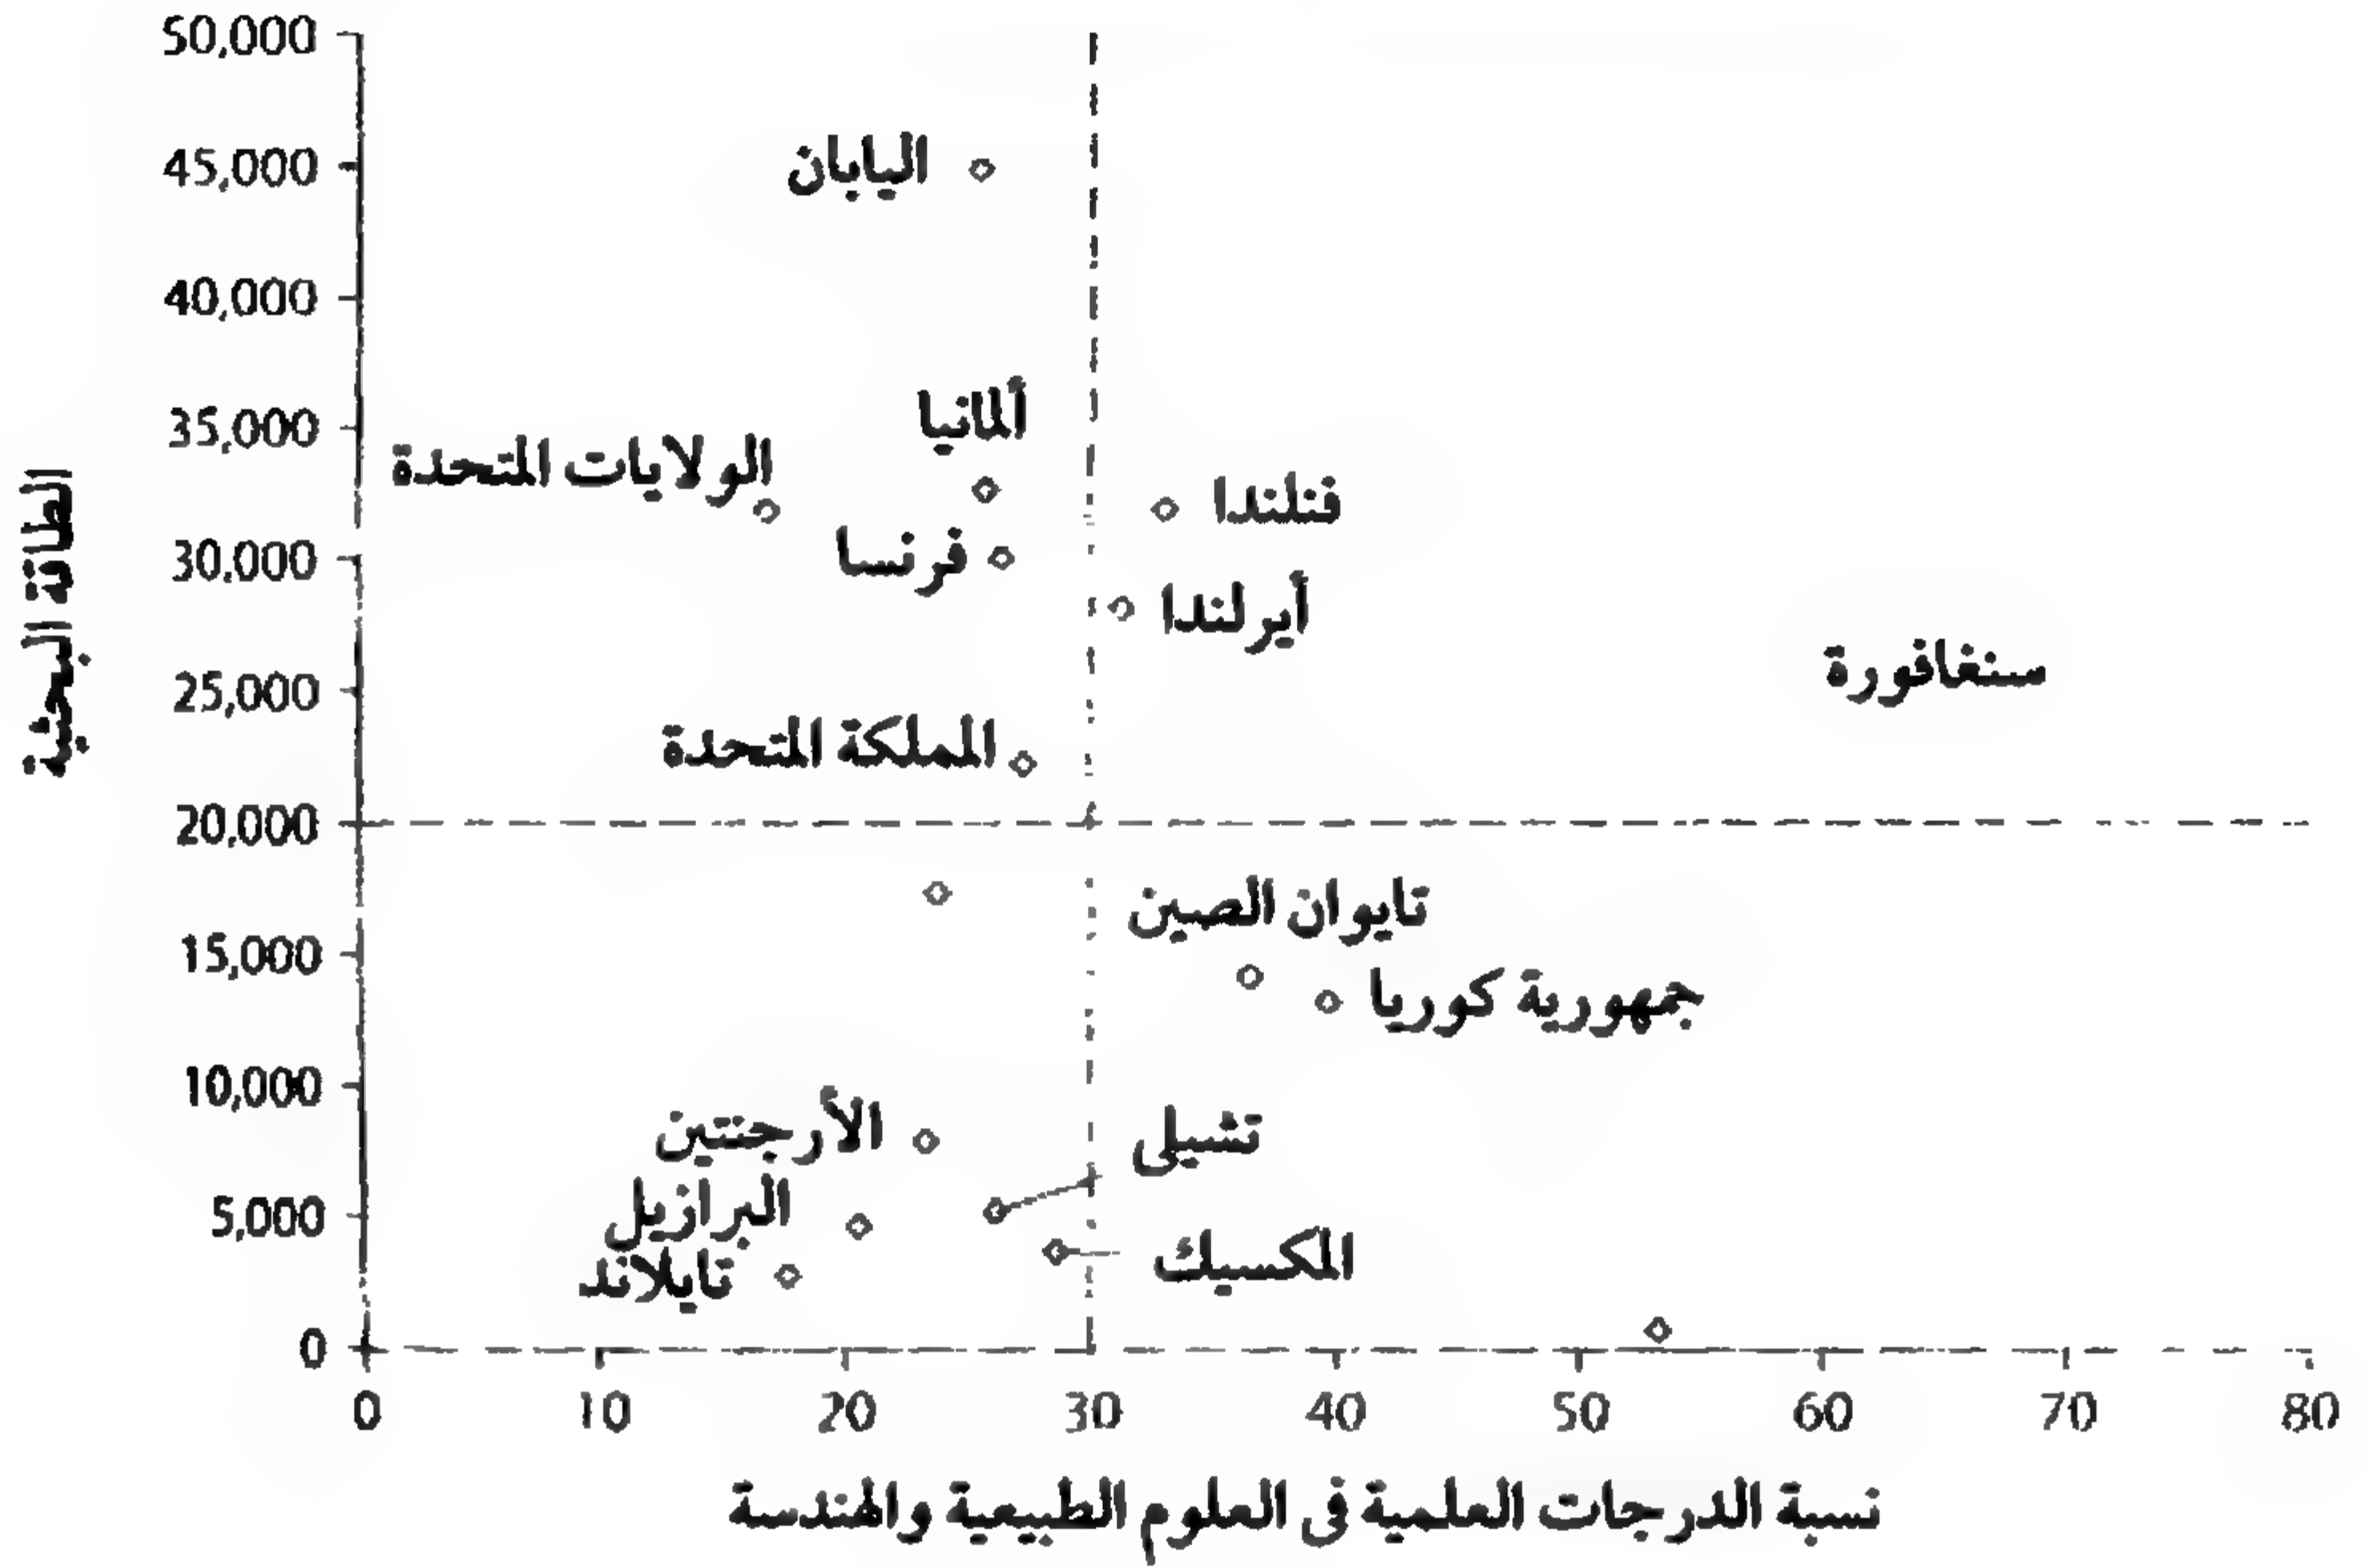 50,000
45,000
اليابان
40,000
ألمانيا
35,000
الولايات المتحدة
فنلندا
30,000
فرنسا
أيرلندا
25,000
سنغافورة
المملكة المتحدة
20,000
تايوان الصين
15,000
جمهورية كوريا
10,000
الأرجنتين
تشيلى
البرازيل
5,000
المكسيك
تايلاند
0
0 10 20 30 40 50 60 70 80
الطاقة البحثية
نسبة الدرجات العلمية فى العلوم الطبيعية والهندسة